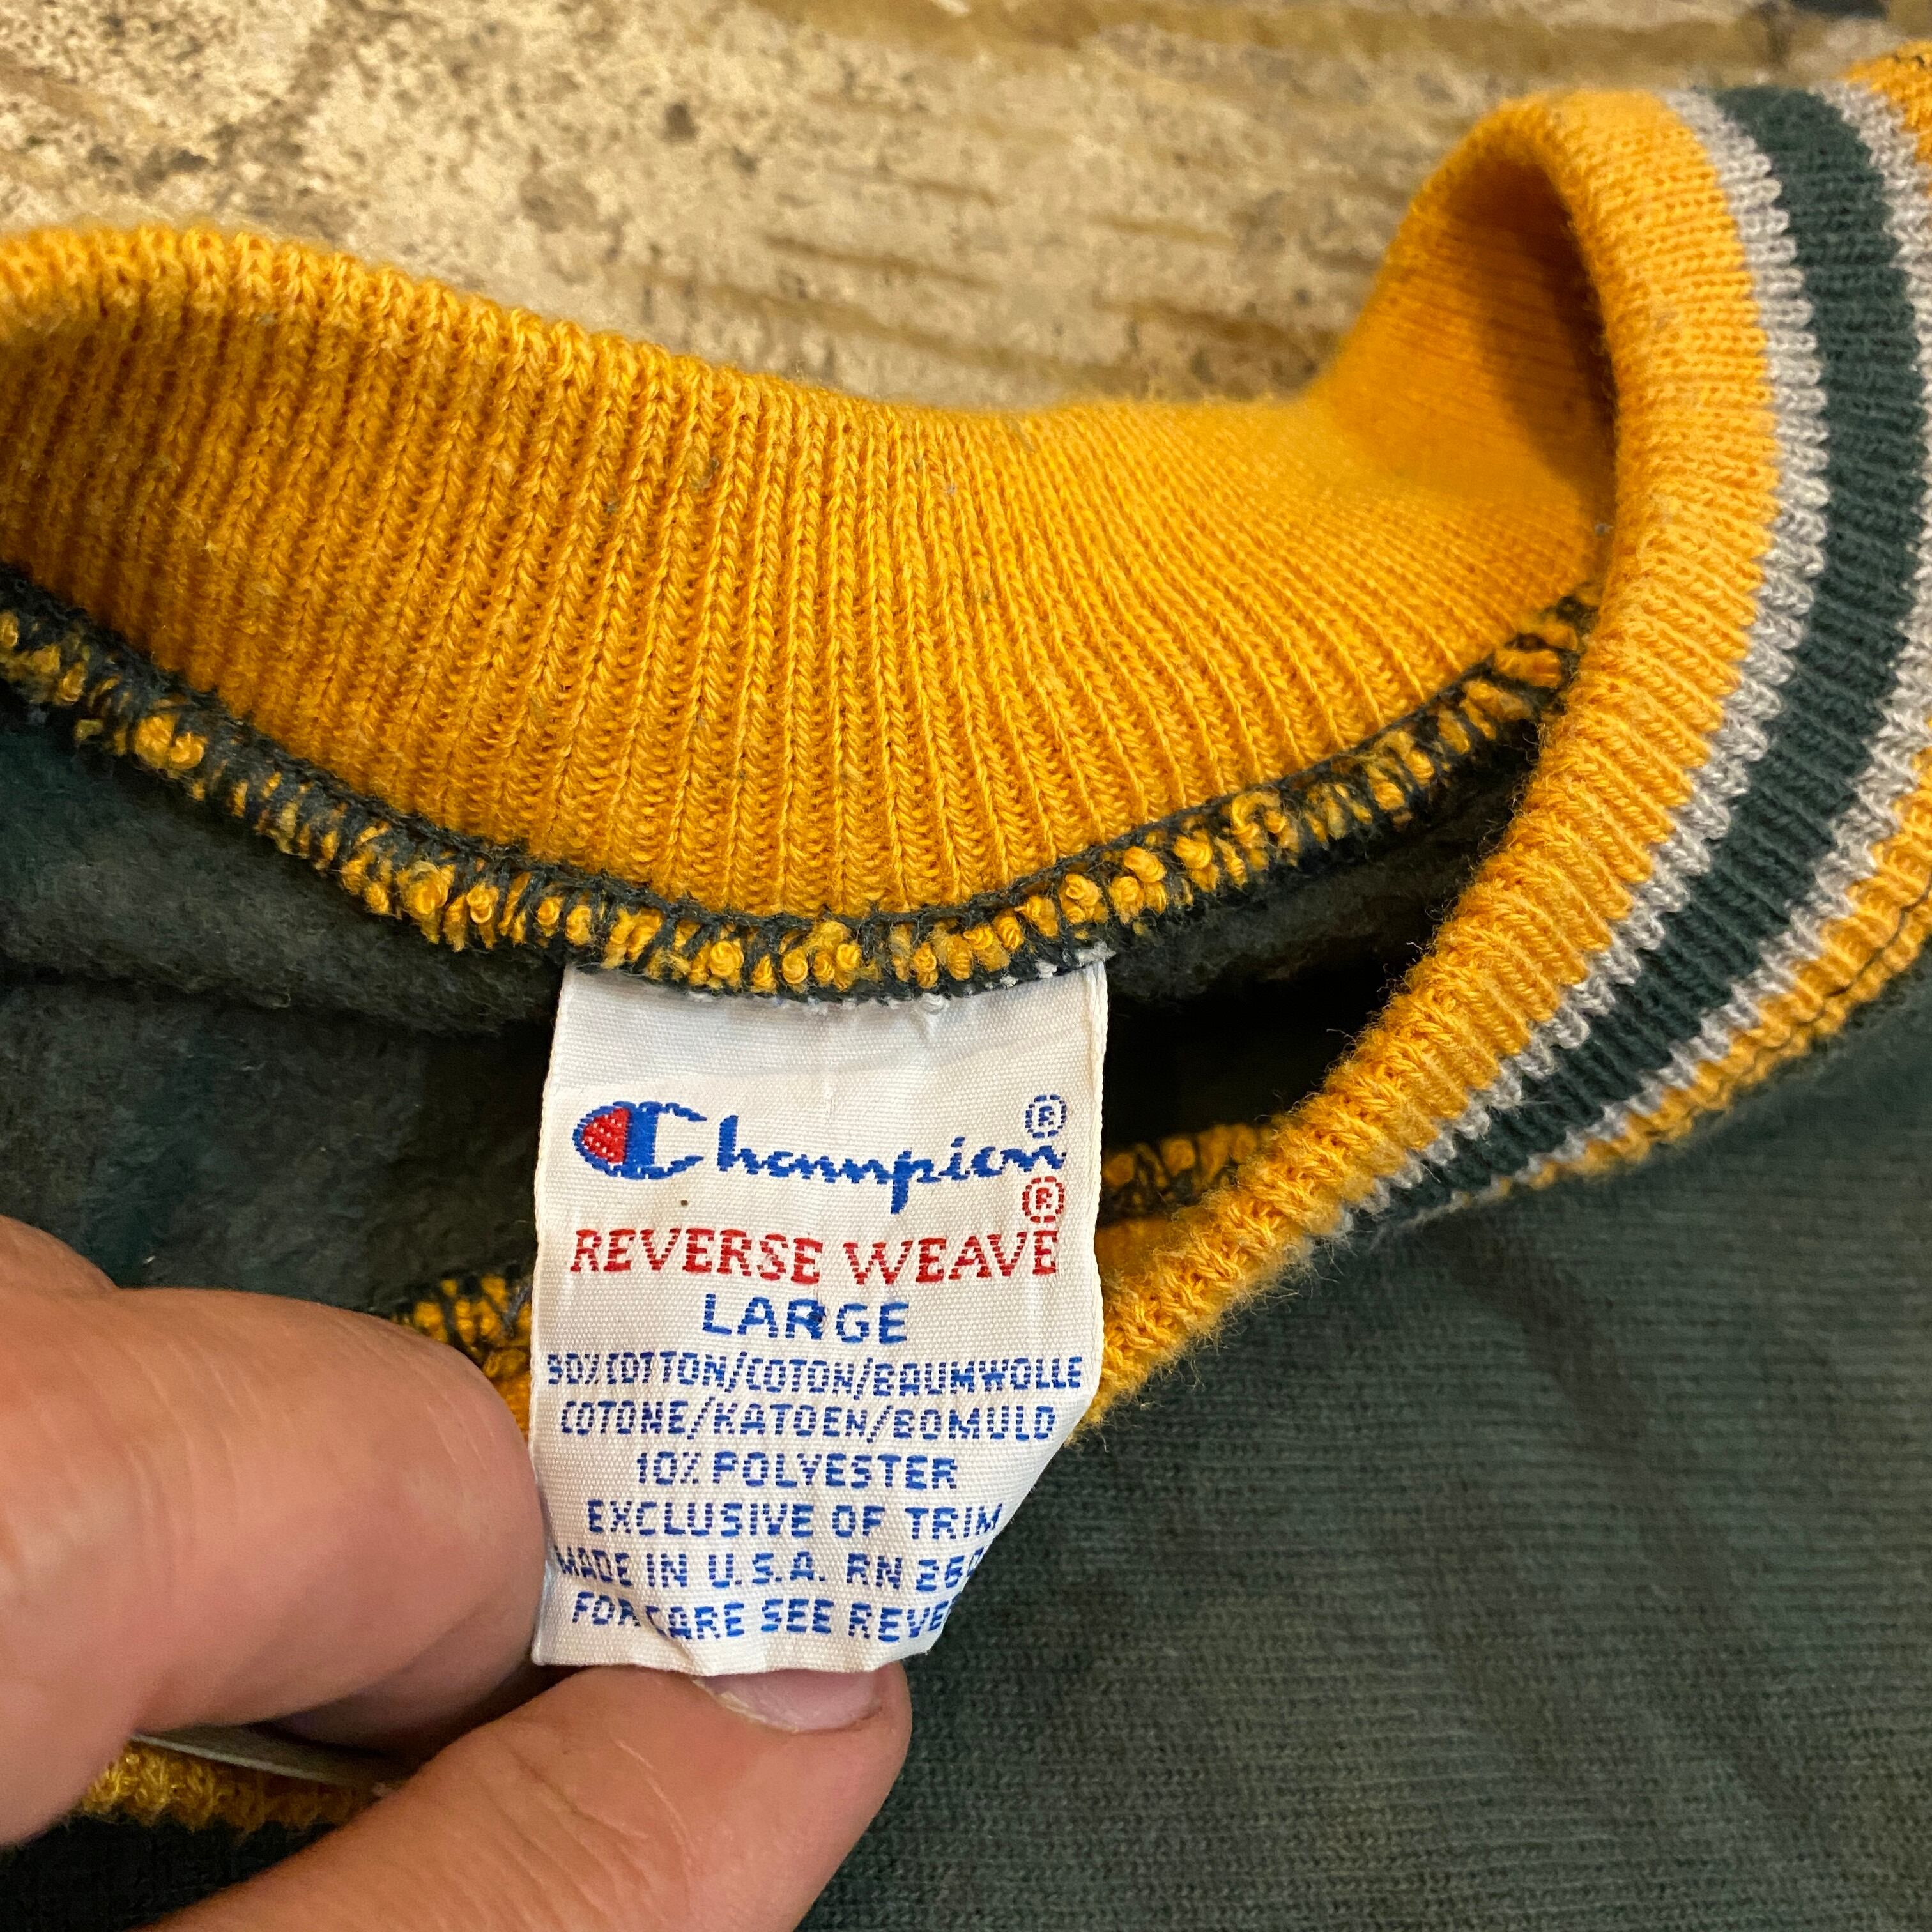 Champion®
REVERSE WEAVE®
LARGE
90% COTTON/COTON/BAUMWOLLE
COTONE/KATOEN/BOMULD
10% POLYESTER
EXCLUSIVE OF TRIM
MADE IN U.S.A. RN
FOR CARE SEE